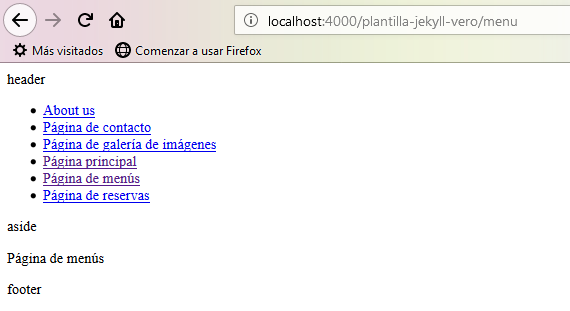 localhost:4000/plantilla-jekyll-vero/menu
Más visitados Comenzar a usar Firefox
header
About us
Página de contacto
Página de galería de imágenes
Página principal
Página de menús
Página de reservas
aside
Página de menús
footer